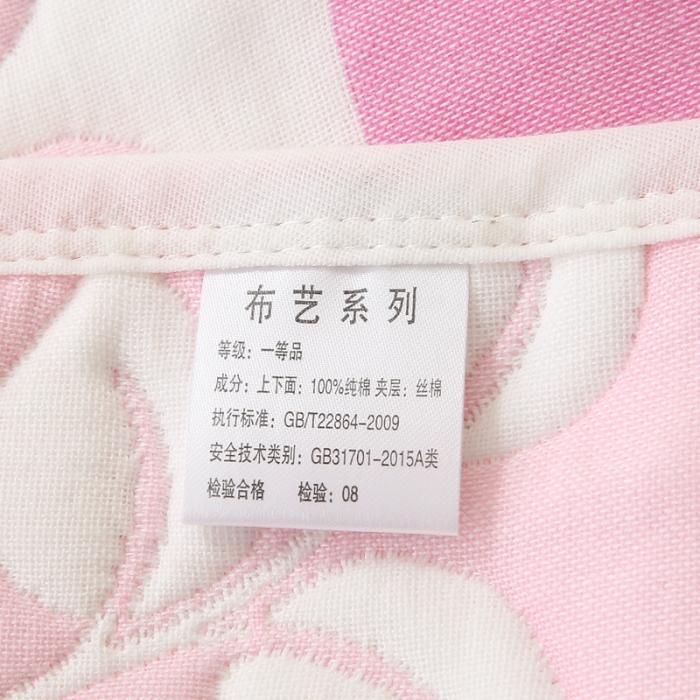 布艺系列
等级：一等品
成分：上下面：100%纯棉 夹层：丝棉
执行标准：GB/T22864-2009
安全技术类别：GB31701-2015A类
检验合格 检验：08